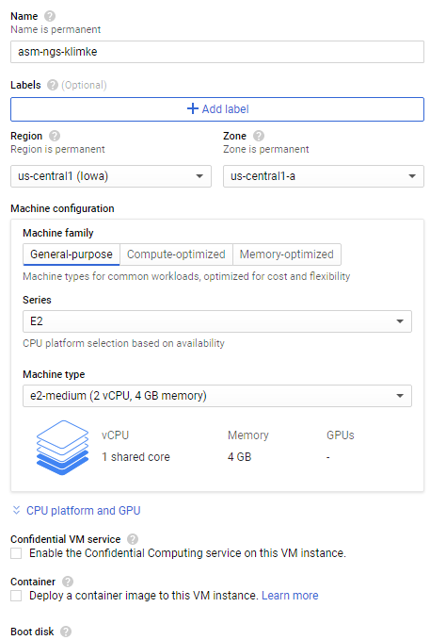 Name
Name is permanent
asm-ngs-klimke
Labels ? (Optional)
+ Add label
Region ?
Region is permanent
Zone ?
Zone is permanent
us-central1 (Iowa)
us-central1-a
Machine configuration
Machine family
General-purpose
Compute-optimized
Memory-optimized
Machine types for common workloads, optimized for cost and flexibility
Series
E2
CPU platform selection based on availability
Machine type
e2-medium (2 vCPU, 4 GB memory)
vCPU
Memory
GPUs
1 shared core
4 GB
-
CPU platform and GPU
Confidential VM service ?
Enable the Confidential Computing service on this VM instance.
Container ?
Deploy a container image to this VM instance. Learn more
Boot disk ?